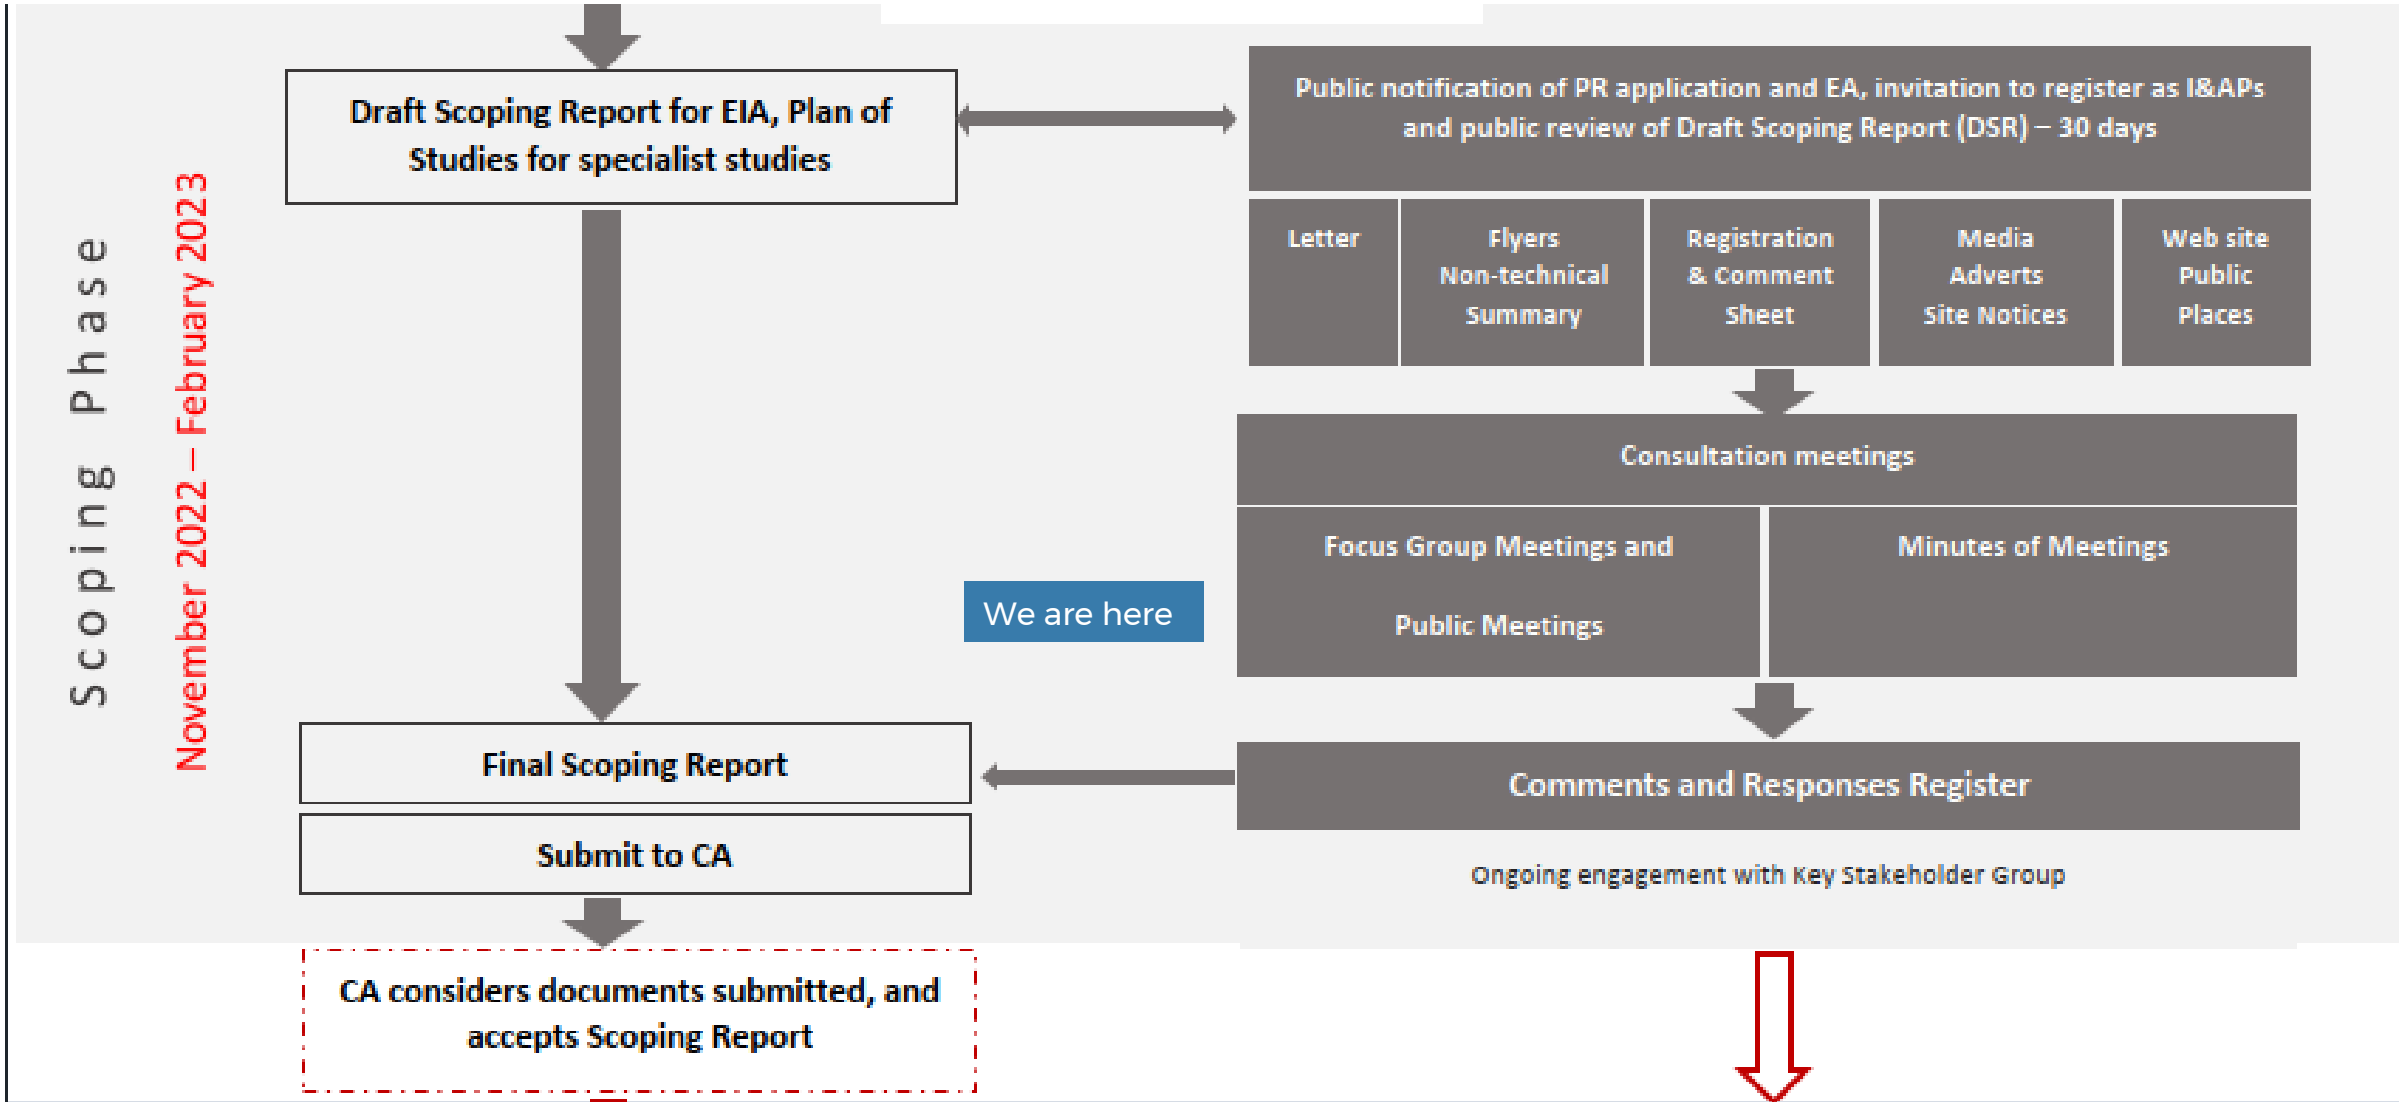 Scoping Phase
November 2022 – February 2023
Draft Scoping Report for EIA, Plan of
Studies for specialist studies
Public notification of PR application and EA, invitation to register as I&APs
and public review of Draft Scoping Report (DSR) – 30 days
Letter
Flyers
Non-technical
Summary
Registration
& Comment
Sheet
Media
Adverts
Site Notices
Web site
Public
Places
Consultation meetings
Focus Group Meetings and
Public Meetings
Minutes of Meetings
We are here
Final Scoping Report
Submit to CA
Comments and Responses Register
Ongoing engagement with Key Stakeholder Group
CA considers documents submitted, and
accepts Scoping Report